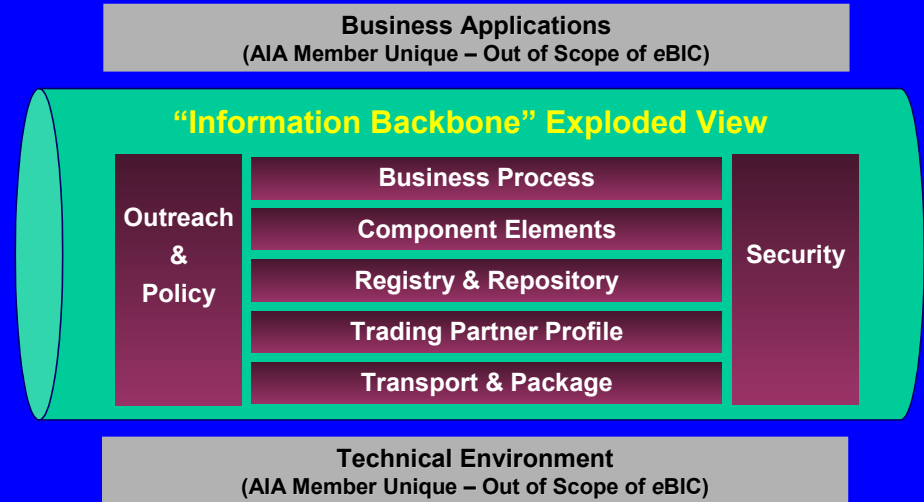 Business Applications
(AIA Member Unique – Out of Scope of eBIC)
“Information Backbone” Exploded View
Outreach
&
Policy
Business Process
Component Elements
Registry & Repository
Trading Partner Profile
Transport & Package
Security
Technical Environment
(AIA Member Unique – Out of Scope of eBIC)